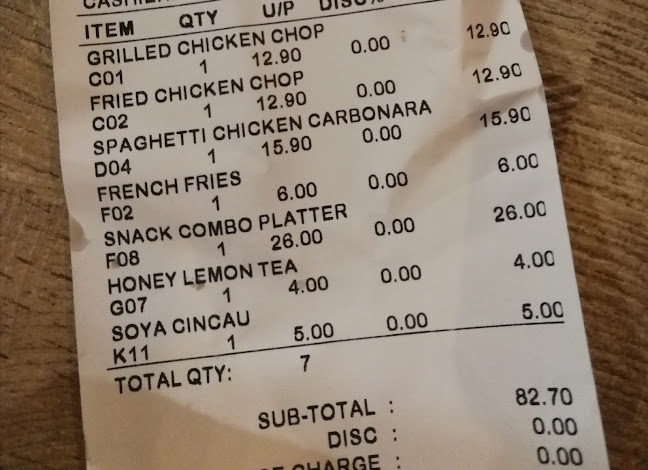 ITEM QTY U/P DISC%
GRILLED CHICKEN CHOP
C01 1 12.90 0.00 12.90
FRIED CHICKEN CHOP
C02 1 12.90 0.00 12.90
SPAGHETTI CHICKEN CARBONARA
D04 1 15.90 0.00 15.90
FRENCH FRIES
F02 1 6.00 0.00 6.00
SNACK COMBO PLATTER
F08 1 26.00 0.00 26.00
HONEY LEMON TEA
G07 1 4.00 0.00 4.00
SOYA CINCAU
K11 1 5.00 0.00 5.00
TOTAL QTY: 7
SUB-TOTAL : 82.70
DISC : 0.00
CHARGE : 0.00